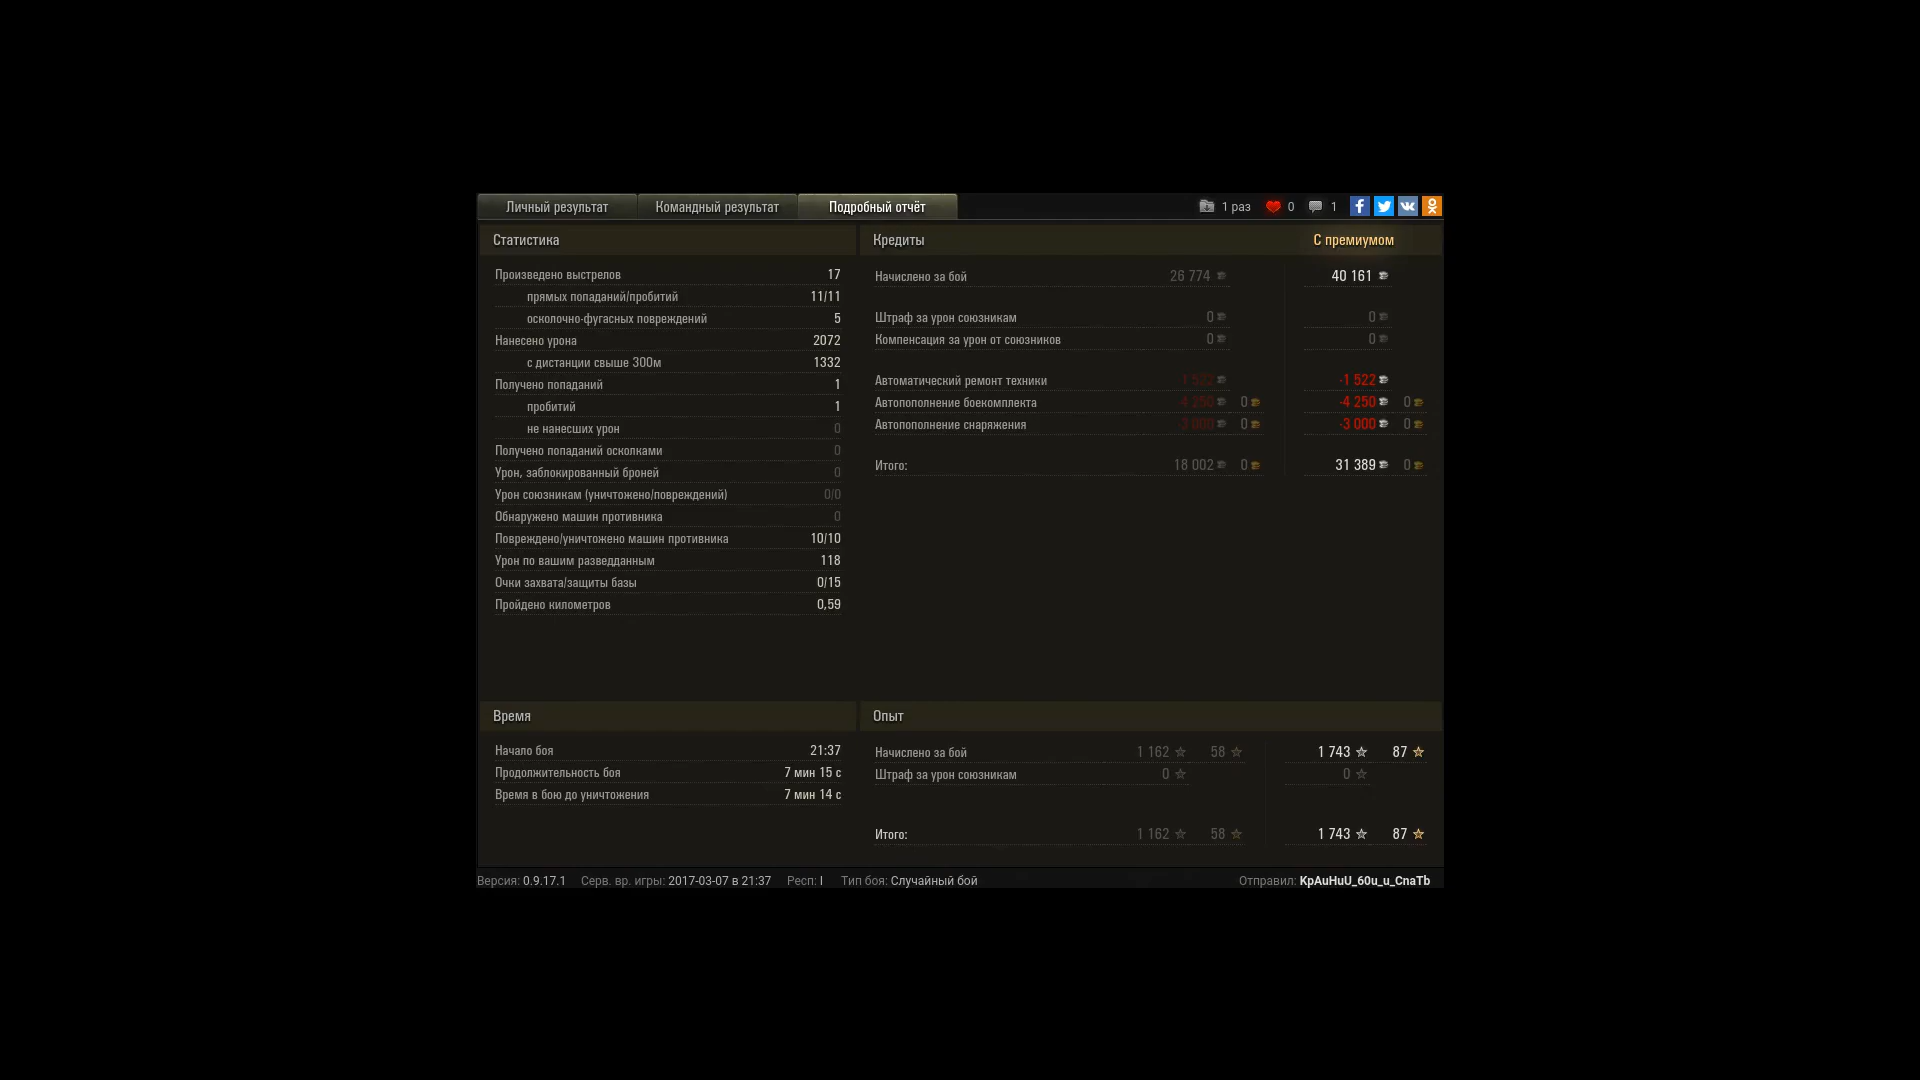 Личный результат Командный результат Подробный отчёт 1 раз 0 1
Статистика
Произведено выстрелов 17
прямых попаданий/пробитий 11/11
осколочно-фугасных повреждений 5
Нанесено урона 2072
с дистанции свыше 300м 1332
Получено попаданий 1
пробитий 1
не нанесших урон 0
Получено попаданий осколками 0
Урон, заблокированный броней 0
Урон союзникам (уничтожено/повреждений) 0/0
Обнаружено машин противника 0
Повреждено/уничтожено машин противника 10/10
Урон по вашим разведданным 118
Очки захвата/защиты базы 0/15
Пройдено километров 0,59
Кредиты С премиумом
Начислено за бой 26 774 40 161
Штраф за урон союзникам 0 0
Компенсация за урон от союзников 0 0
Автоматический ремонт техники -1 522 -1 522
Автопополнение боекомплекта -4 250 0 -4 250 0
Автопополнение снаряжения -3 000 0 -3 000 0
Итого: 18 002 0 31 389 0
Время
Начало боя 21:37
Продолжительность боя 7 мин 15 с
Время в бою до уничтожения 7 мин 14 с
Опыт
Начислено за бой 1 162 58 1 743 87
Штраф за урон союзникам 0 0
Итого: 1 162 58 1 743 87
Версия: 0.9.17.1 Серв. вр. игры: 2017-03-07 в 21:37 Респ: I Тип боя: Случайный бой Отправил: KpAuHuU_60u_u_CnaTb